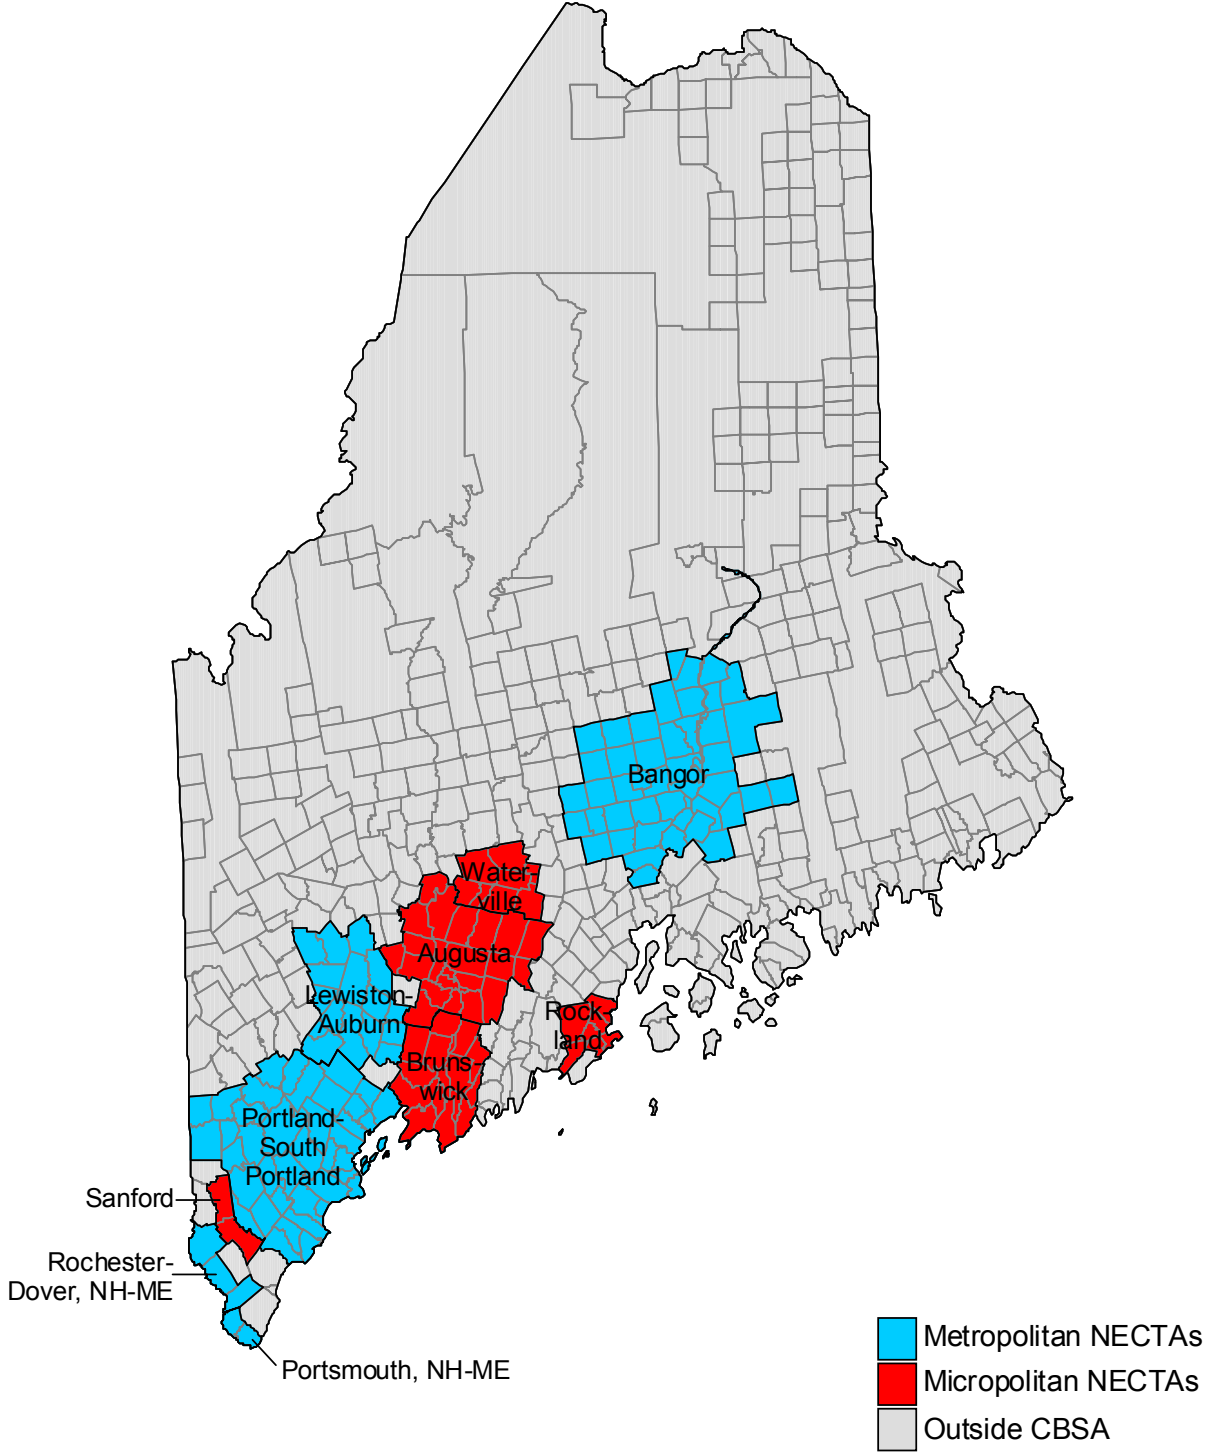 Bangor
Water-
ville
Augusta
Lewiston-
Auburn
Rock-
land
Bruns-
wick
Portland-
South
Portland
Sanford
Rochester-
Dover, NH-ME
Portsmouth, NH-ME
Metropolitan NECTAs
Micropolitan NECTAs
Outside CBSA